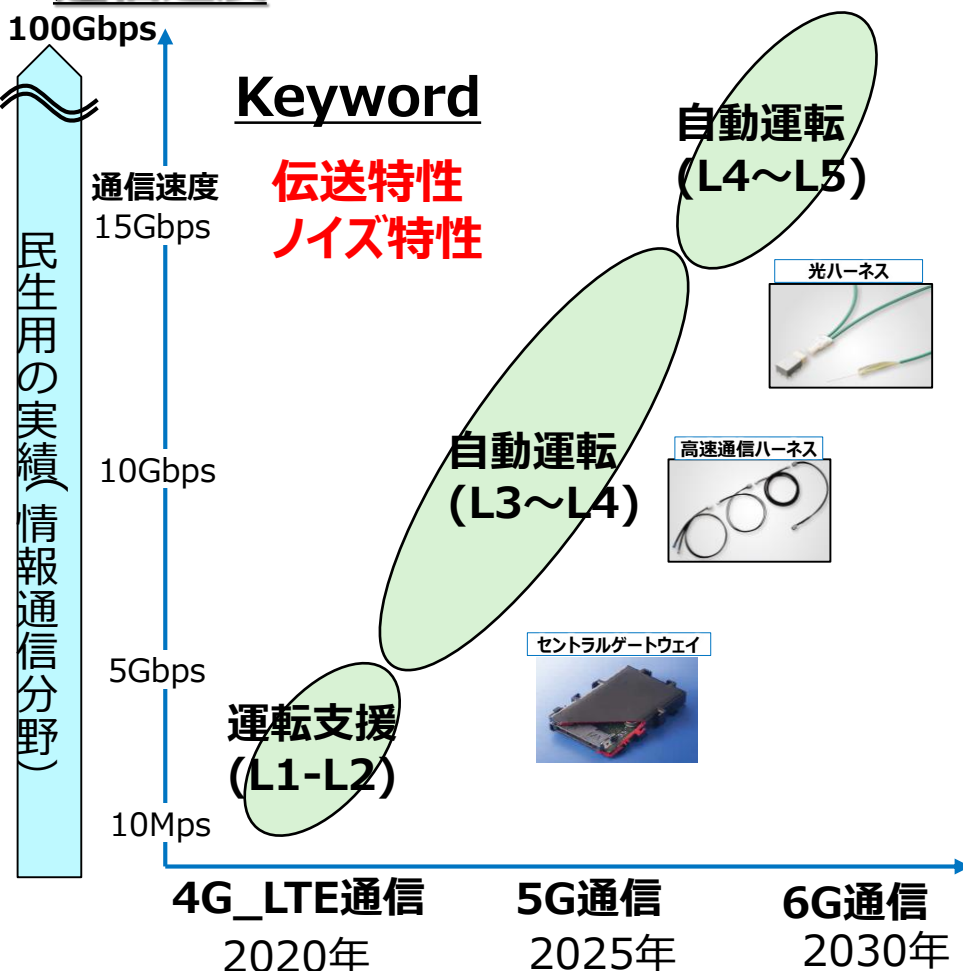 100Gbps
Keyword
伝送特性
ノイズ特性
通信速度
15Gbps
10Gbps
5Gbps
10Mps
民生用の実績(情報通信分野)
自動運転
(L4～L5)
光ハーネス
自動運転
(L3～L4)
高速通信ハーネス
セントラルゲートウェイ
運転支援
(L1-L2)
4G_LTE通信
5G通信
6G通信
2020年
2025年
2030年